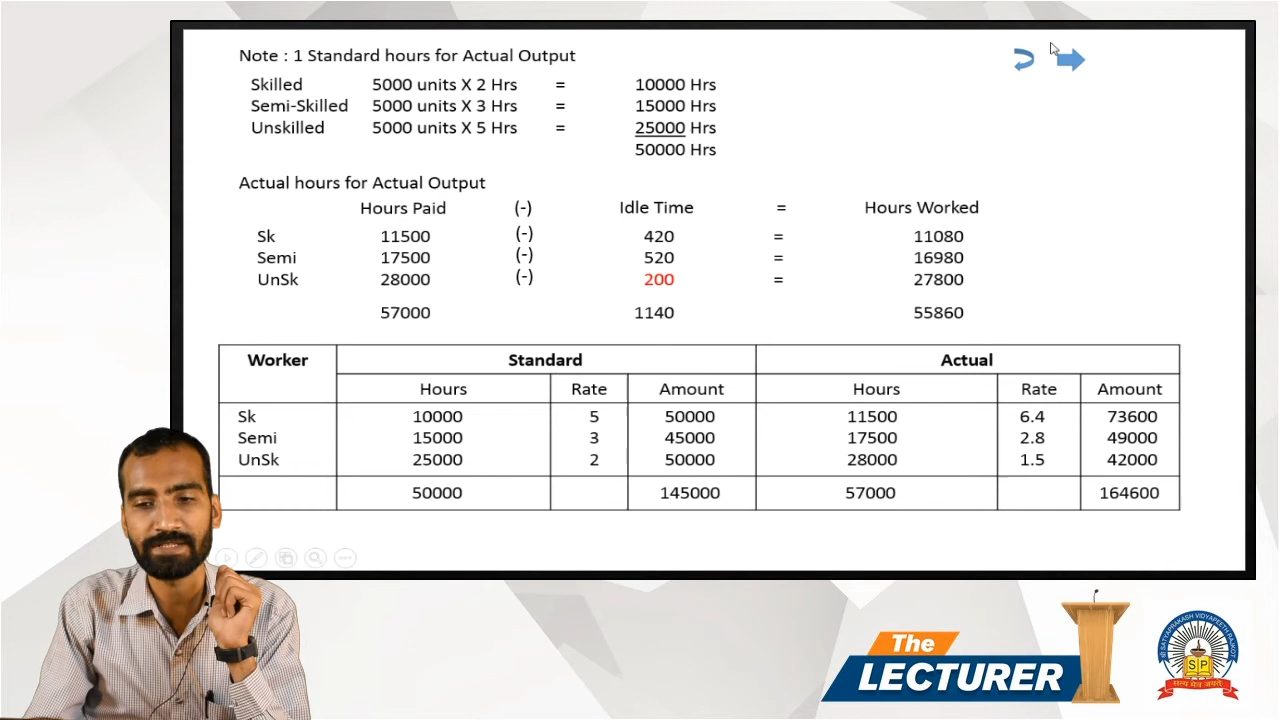 Note : 1 Standard hours for Actual Output
Skilled 5000 units X 2 Hrs = 10000 Hrs
Semi-Skilled 5000 units X 3 Hrs = 15000 Hrs
Unskilled 5000 units X 5 Hrs = 25000 Hrs
50000 Hrs
Actual hours for Actual Output
Hours Paid (-) Idle Time = Hours Worked
Sk 11500 (-) 420 = 11080
Semi 17500 (-) 520 = 16980
UnSk 28000 (-) 200 = 27800
57000 1140 55860
Worker Standard Actual
Hours Rate Amount Hours Rate Amount
Sk 10000 5 50000 11500 6.4 73600
Semi 15000 3 45000 17500 2.8 49000
UnSk 25000 2 50000 28000 1.5 42000
50000 145000 57000 164600
The
LECTURER
SATYAPRAKASH VIDYAPEETH RAJKOT
S P
सत्य मेव जयते